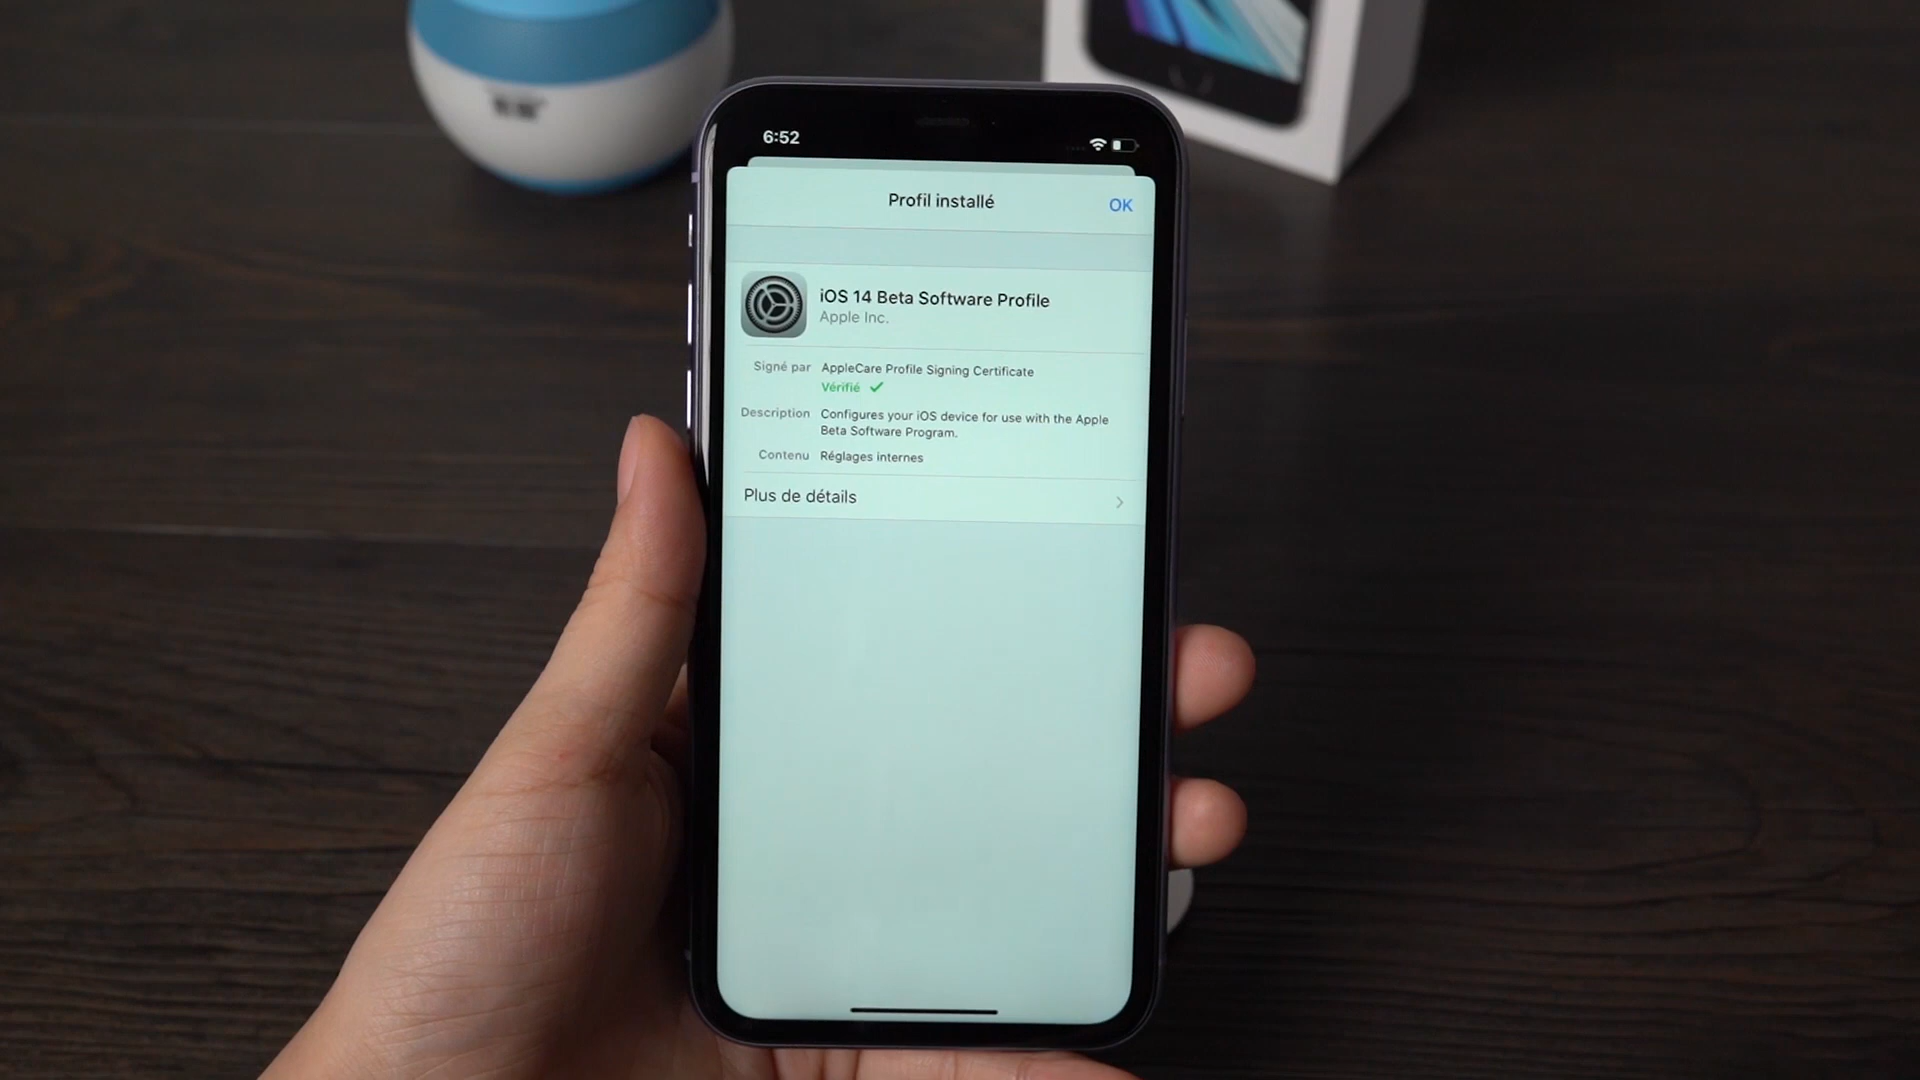 6:52
Profil installé
OK
iOS 14 Beta Software Profile
Apple Inc.
Signé par AppleCare Profile Signing Certificate
Vérifié
Description Configures your iOS device for use with the Apple
Beta Software Program.
Contenu Réglages internes
Plus de détails